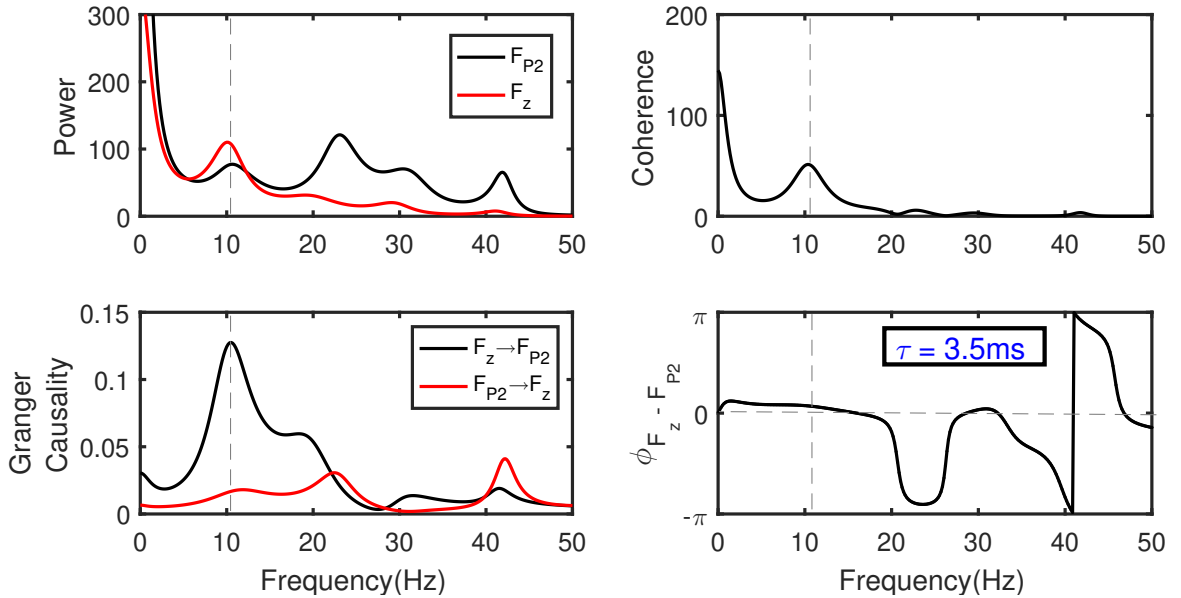 300
200
100
0
Power
F_P2
F_z
0 10 20 30 40 50
200
100
0
Coherence
0 10 20 30 40 50
0.15
0.1
0.05
0
Granger
Causality
F_z→F_P2
F_P2→F_z
0 10 20 30 40 50
Frequency(Hz)
π
0
-π
ϕ_F_z - F_P2
τ = 3.5ms
0 10 20 30 40 50
Frequency(Hz)